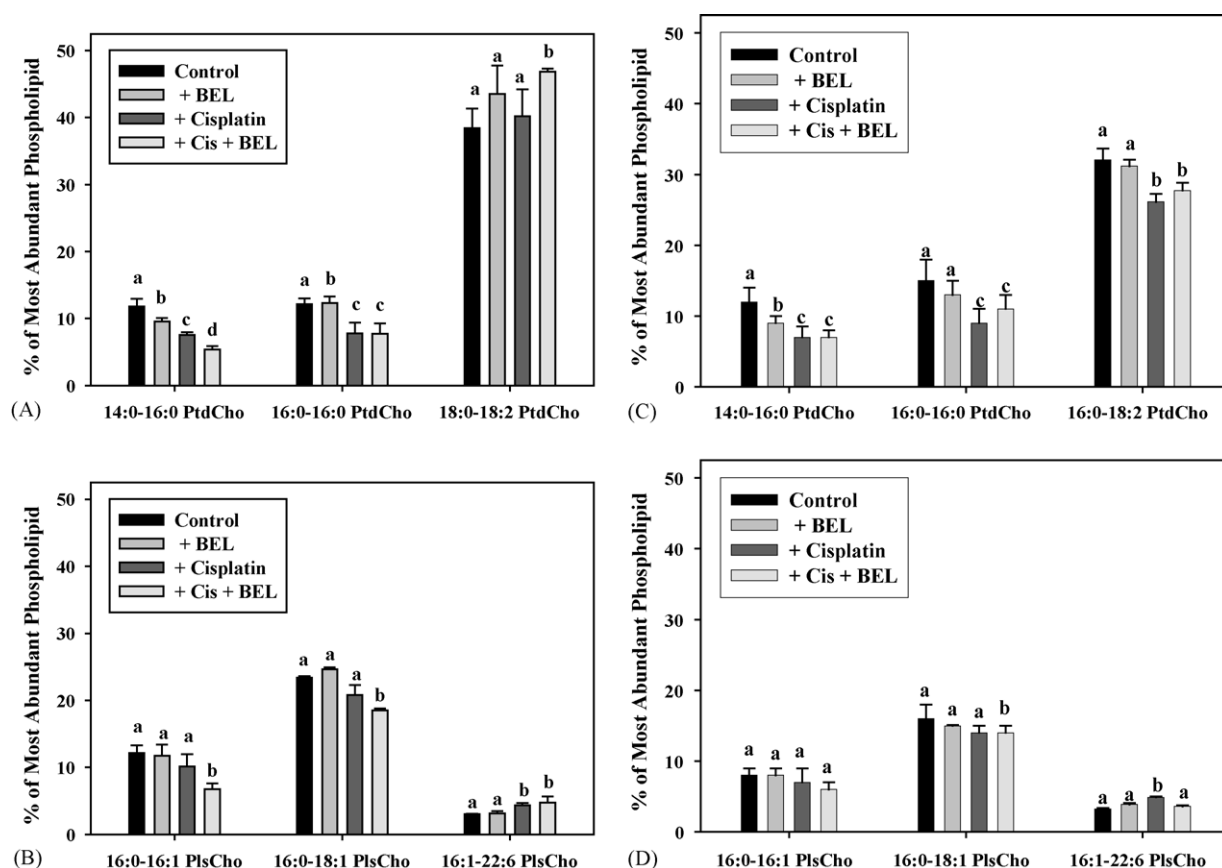 % of Most Abundant Phospholipid
50
40
30
20
10
0
Control
+ BEL
+ Cisplatin
+ Cis + BEL
a
b
c
d
a
b
c
c
a
a
a
b
14:0-16:0 PtdCho
16:0-16:0 PtdCho
18:0-18:2 PtdCho
(A)
% of Most Abundant Phospholipid
50
40
30
20
10
0
Control
+ BEL
+ Cisplatin
+ Cis + BEL
a
b
c
c
a
a
c
c
a
a
b
b
14:0-16:0 PtdCho
16:0-16:0 PtdCho
16:0-18:2 PtdCho
(C)
% of Most Abundant Phospholipid
50
40
30
20
10
0
Control
+ BEL
+ Cisplatin
+ Cis + BEL
a
a
a
b
a
a
a
b
a
a
b
b
16:0-16:1 PlsCho
16:0-18:1 PlsCho
16:1-22:6 PlsCho
(B)
% of Most Abundant Phospholipid
50
40
30
20
10
0
Control
+ BEL
+ Cisplatin
+ Cis + BEL
a
a
a
a
a
a
a
b
a
a
b
a
16:0-16:1 PlsCho
16:0-18:1 PlsCho
16:1-22:6 PlsCho
(D)